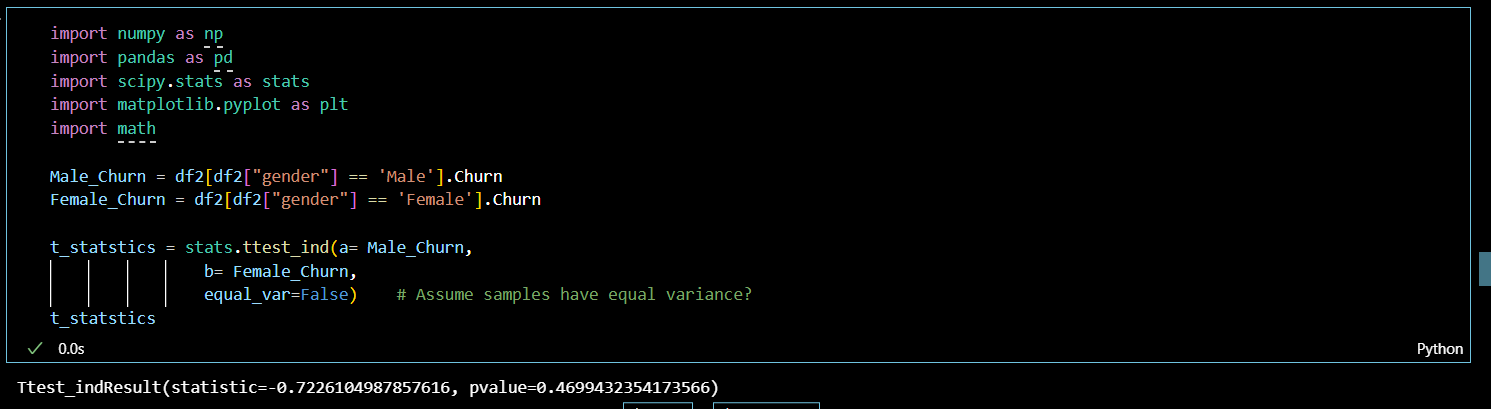 import numpy as np
import pandas as pd
import scipy.stats as stats
import matplotlib.pyplot as plt
import math
Male_Churn = df2[df2["gender"] == 'Male'].Churn
Female_Churn = df2[df2["gender"] == 'Female'].Churn
t_statstics = stats.ttest_ind(a= Male_Churn,
b= Female_Churn,
equal_var=False)    # Assume samples have equal variance?
t_statstics
0.0s
Python
Ttest_indResult(statistic=-0.7226104987857616, pvalue=0.4699432354173566)